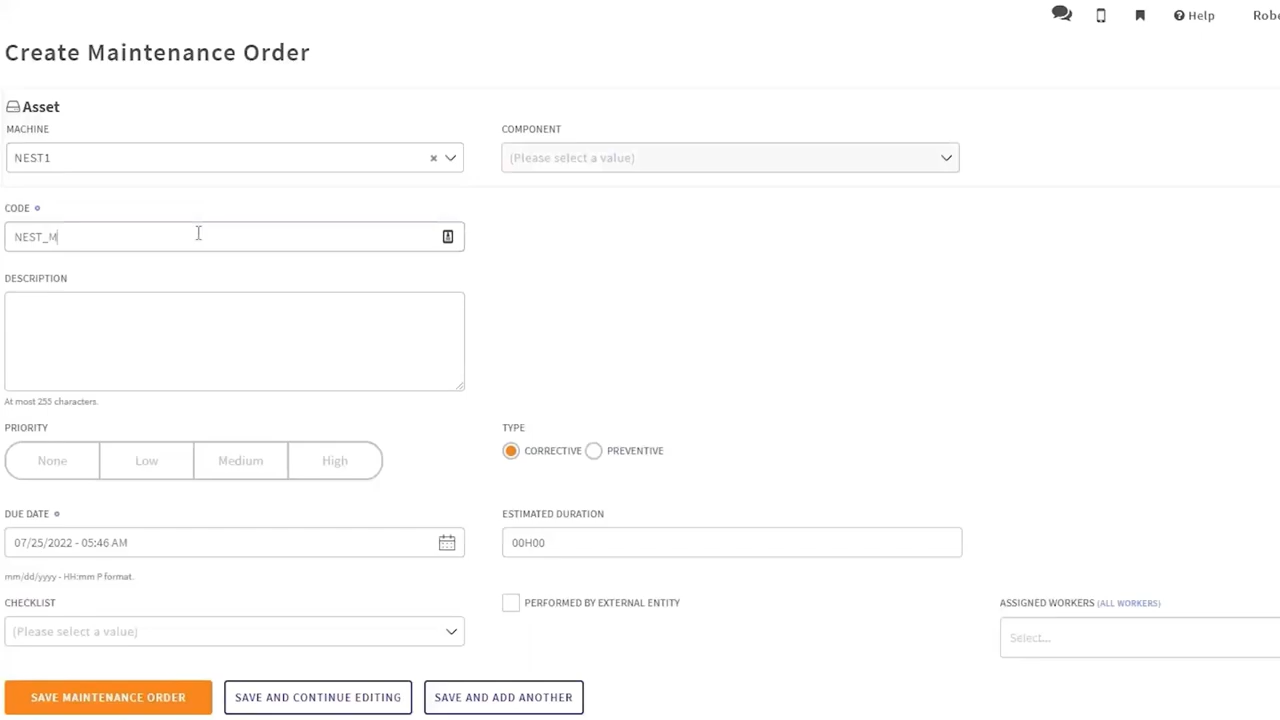 Help Robe
Create Maintenance Order
Asset
MACHINE COMPONENT
NEST1 (Please select a value)
CODE
NEST_M
DESCRIPTION
At most 255 characters.
PRIORITY TYPE
None Low Medium High CORRECTIVE PREVENTIVE
DUE DATE ESTIMATED DURATION
07/25/2022 - 05:46 AM 00H00
mm/dd/yyyy - HH:mm P format.
CHECKLIST PERFORMED BY EXTERNAL ENTITY ASSIGNED WORKERS (ALL WORKERS)
(Please select a value) Select...
SAVE MAINTENANCE ORDER SAVE AND CONTINUE EDITING SAVE AND ADD ANOTHER